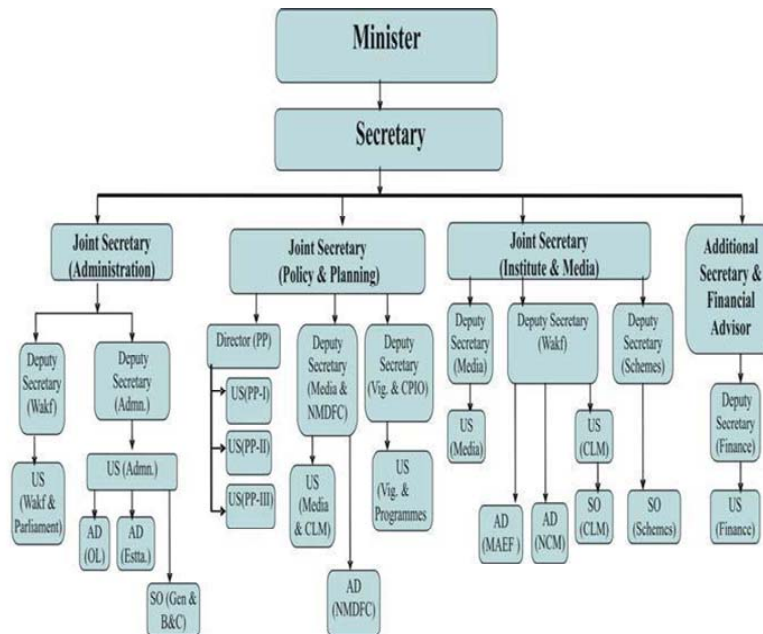 Minister
Secretary
Joint Secretary
(Administration)
Joint Secretary
(Policy & Planning)
Joint Secretary
(Institute & Media)
Additional
Secretary &
Financial
Advisor
Deputy
Secretary
(Wakf)
Deputy
Secretary
(Admn.)
Director (PP)
Deputy
Secretary
(Media &
NMDFC)
Deputy
Secretary
(Vig. & CPIO)
Deputy
Secretary
(Media)
Deputy Secretary
(Wakf)
Deputy
Secretary
(Schemes)
Deputy
Secretary
(Finance)
US(PP-I)
US(PP-II)
US(PP-III)
US
(Wakf &
Parliament)
US (Admn.)
US
(Media
& CLM)
US
(Vig. &
Programmes
US
(Media)
US
(CLM)
US
(Finance)
AD
(OL)
AD
(Estta.)
SO (Gen &
B&C)
AD
(NMDFC)
AD
(MAEF)
AD
(NCM)
SO
(CLM)
SO
(Schemes)